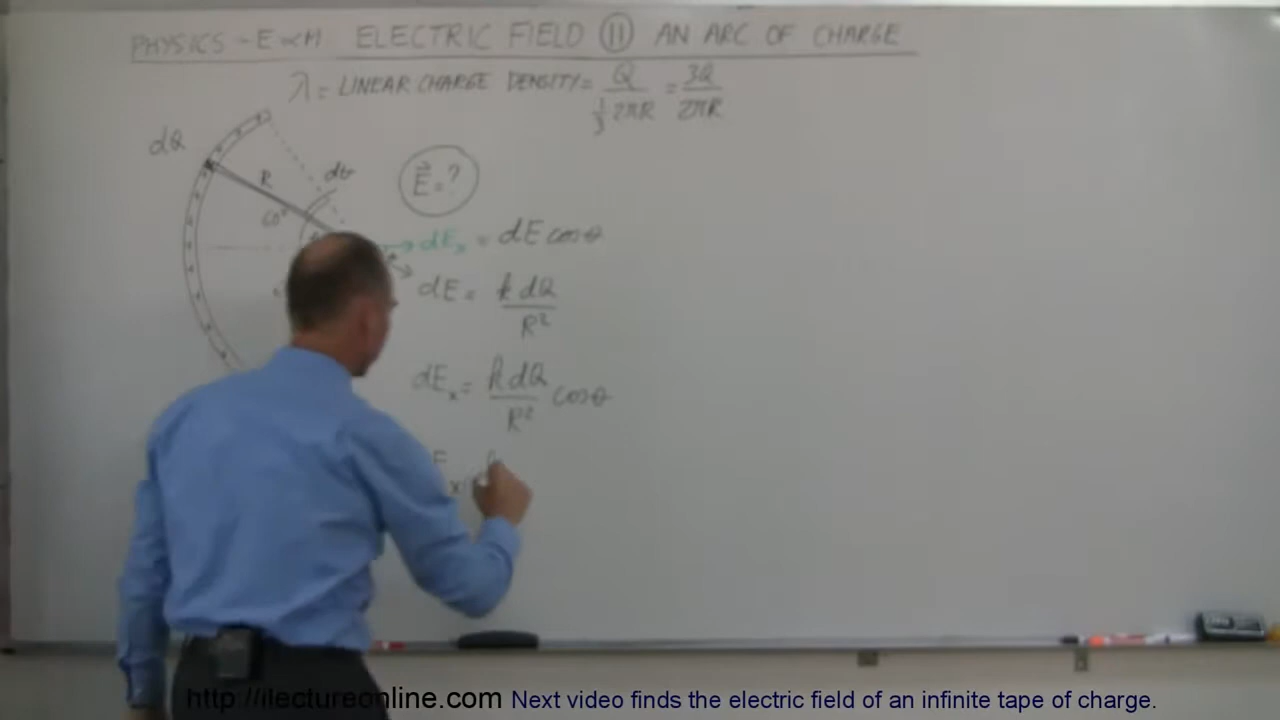 PHYSICS - E&M ELECTRIC FIELD (11) AN ARC OF CHARGE
λ = LINEAR CHARGE DENSITY = Q / (1/3 2πR) = 3Q / 2πR
dQ
R
dθ
60°
E⃗ = ?
dEx = dE cosθ
dE = k dQ / R²
dEx = k dQ / R² cosθ
http://ilectureonline.com Next video finds the electric field of an infinite tape of charge.